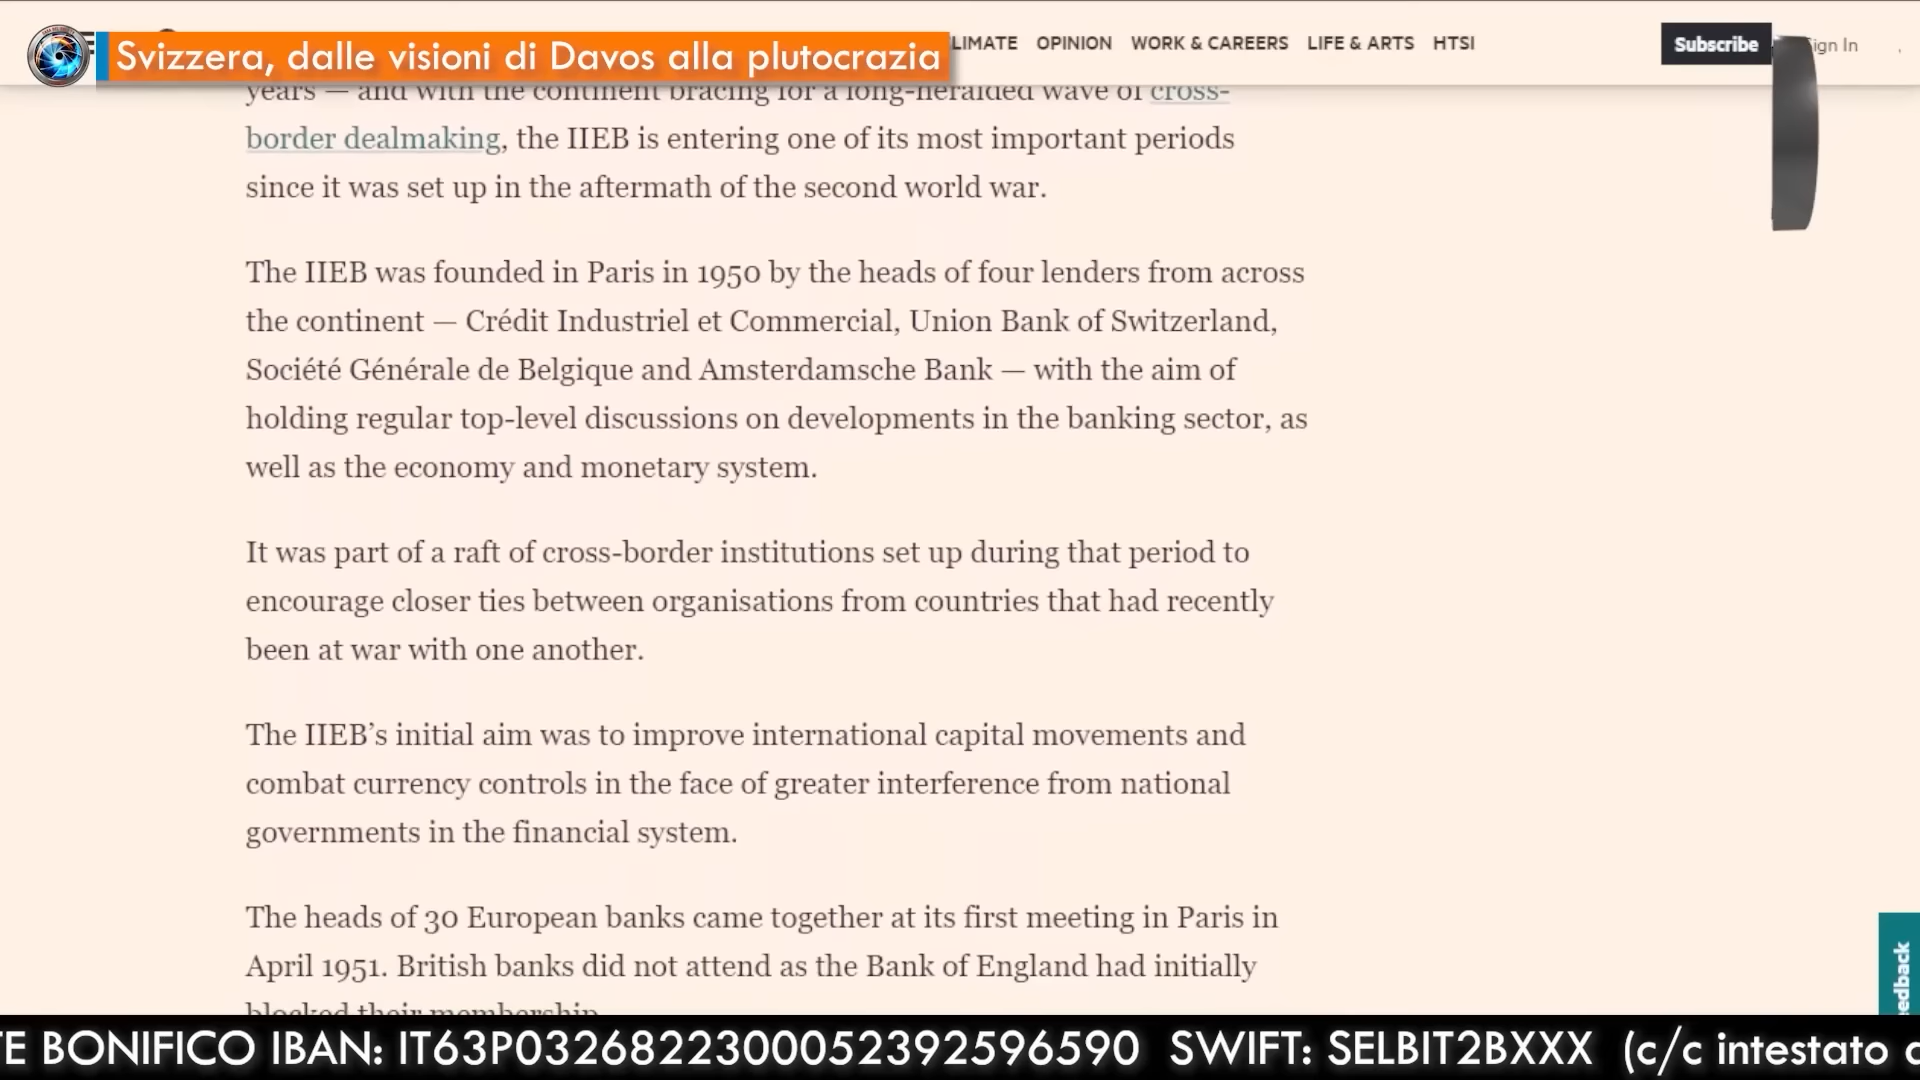 Svizzera, dalle visioni di Davos alla plutocrazia
LIMATE OPINION WORK & CAREERS LIFE & ARTS HTSI
Subscribe
ign In
years — and with the continent bracing for a long-heralded wave of cross-
border dealmaking, the IIEB is entering one of its most important periods
since it was set up in the aftermath of the second world war.
The IIEB was founded in Paris in 1950 by the heads of four lenders from across
the continent — Crédit Industriel et Commercial, Union Bank of Switzerland,
Société Générale de Belgique and Amsterdamsche Bank — with the aim of
holding regular top-level discussions on developments in the banking sector, as
well as the economy and monetary system.
It was part of a raft of cross-border institutions set up during that period to
encourage closer ties between organisations from countries that had recently
been at war with one another.
The IIEB’s initial aim was to improve international capital movements and
combat currency controls in the face of greater interference from national
governments in the financial system.
The heads of 30 European banks came together at its first meeting in Paris in
April 1951. British banks did not attend as the Bank of England had initially
blocked their membership.
edback
TE BONIFICO IBAN: IT63P0326822300052392596590 SWIFT: SELBIT2BXXX (c/c intestato